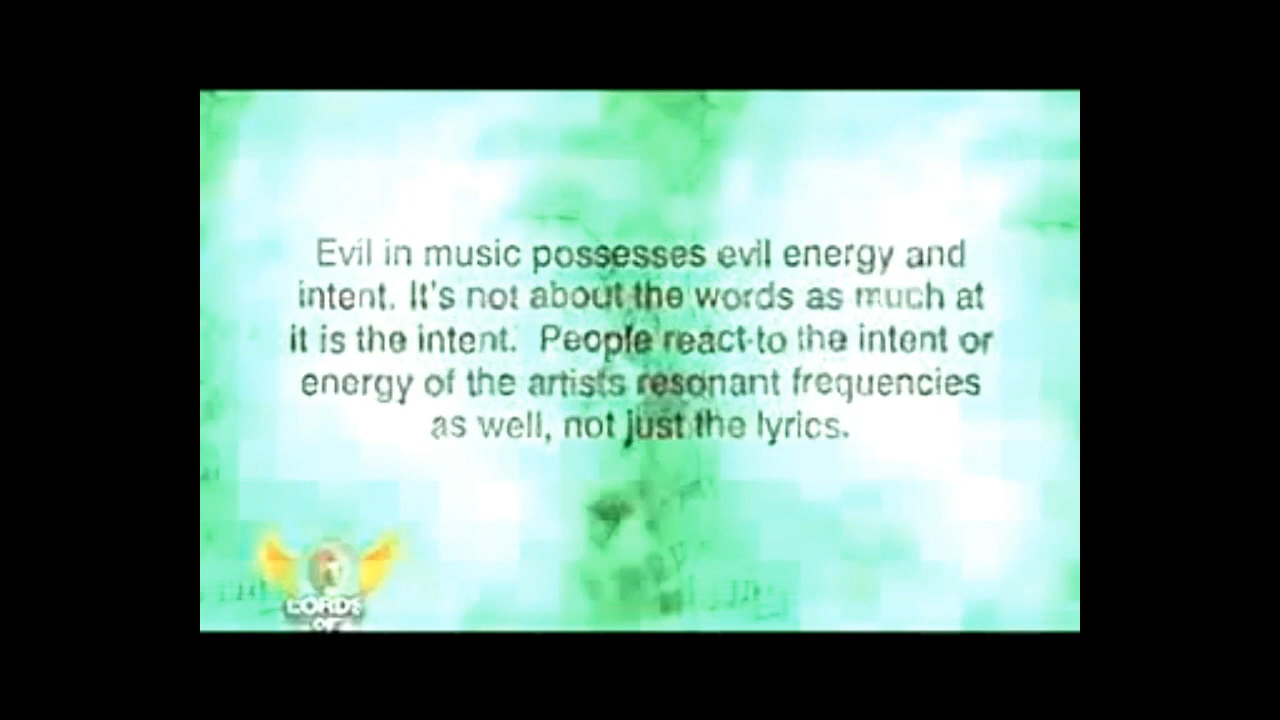 Evil in music possesses evil energy and
intent. It's not about the words as much at
it is the intent.  People react to the intent or
energy of the artists resonant frequencies
as well, not just the lyrics.
LORDS
OF